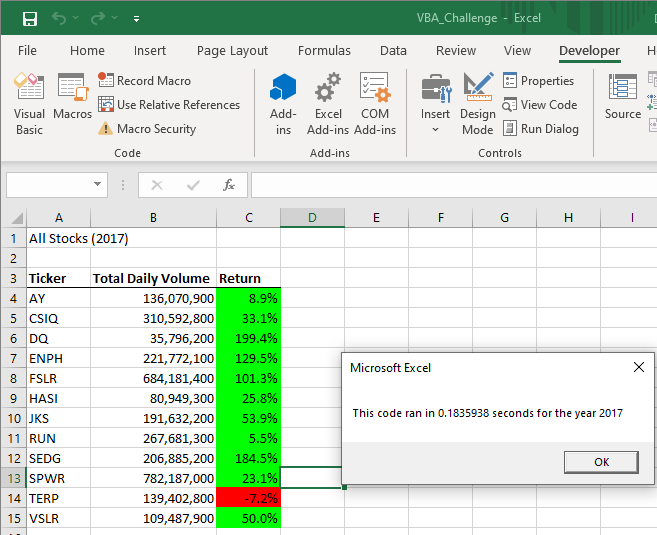 VBA_Challenge - Excel
File Home Insert Page Layout Formulas Data Review View Developer H
Visual Basic
Macros
Record Macro
Use Relative References
Macro Security
Code
Add-ins
Excel Add-ins
COM Add-ins
Add-ins
Insert
Design Mode
Properties
View Code
Run Dialog
Controls
Source
fx
A B C D E F G H I
1 All Stocks (2017)
2
3 Ticker Total Daily Volume Return
4 AY 136,070,900 8.9%
5 CSIQ 310,592,800 33.1%
6 DQ 35,796,200 199.4%
7 ENPH 221,772,100 129.5%
8 FSLR 684,181,400 101.3%
9 HASI 80,949,300 25.8%
10 JKS 191,632,200 53.9%
11 RUN 267,681,300 5.5%
12 SEDG 206,885,200 184.5%
13 SPWR 782,187,000 23.1%
14 TERP 139,402,800 -7.2%
15 VSLR 109,487,900 50.0%
Microsoft Excel
This code ran in 0.1835938 seconds for the year 2017
OK